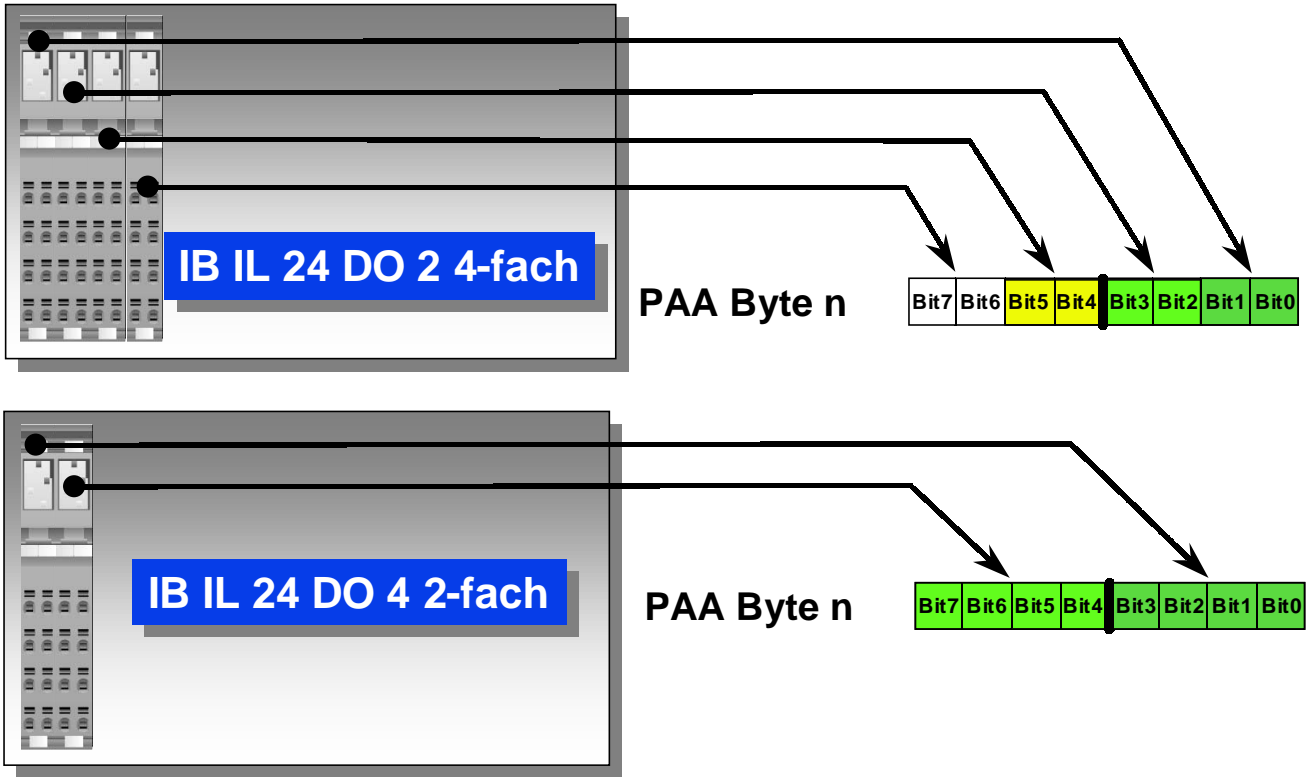 IB IL 24 DO 2 4-fach
PAA Byte n
Bit7 Bit6 Bit5 Bit4 Bit3 Bit2 Bit1 Bit0
IB IL 24 DO 4 2-fach
PAA Byte n
Bit7 Bit6 Bit5 Bit4 Bit3 Bit2 Bit1 Bit0